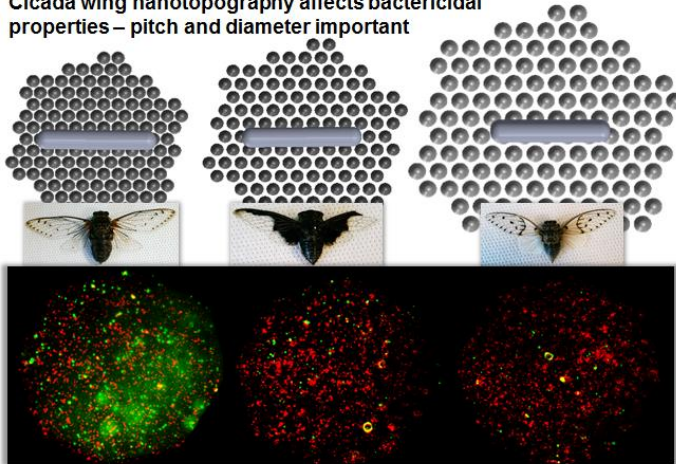 Cicada wing nanotopography affects bactericidal
properties – pitch and diameter important